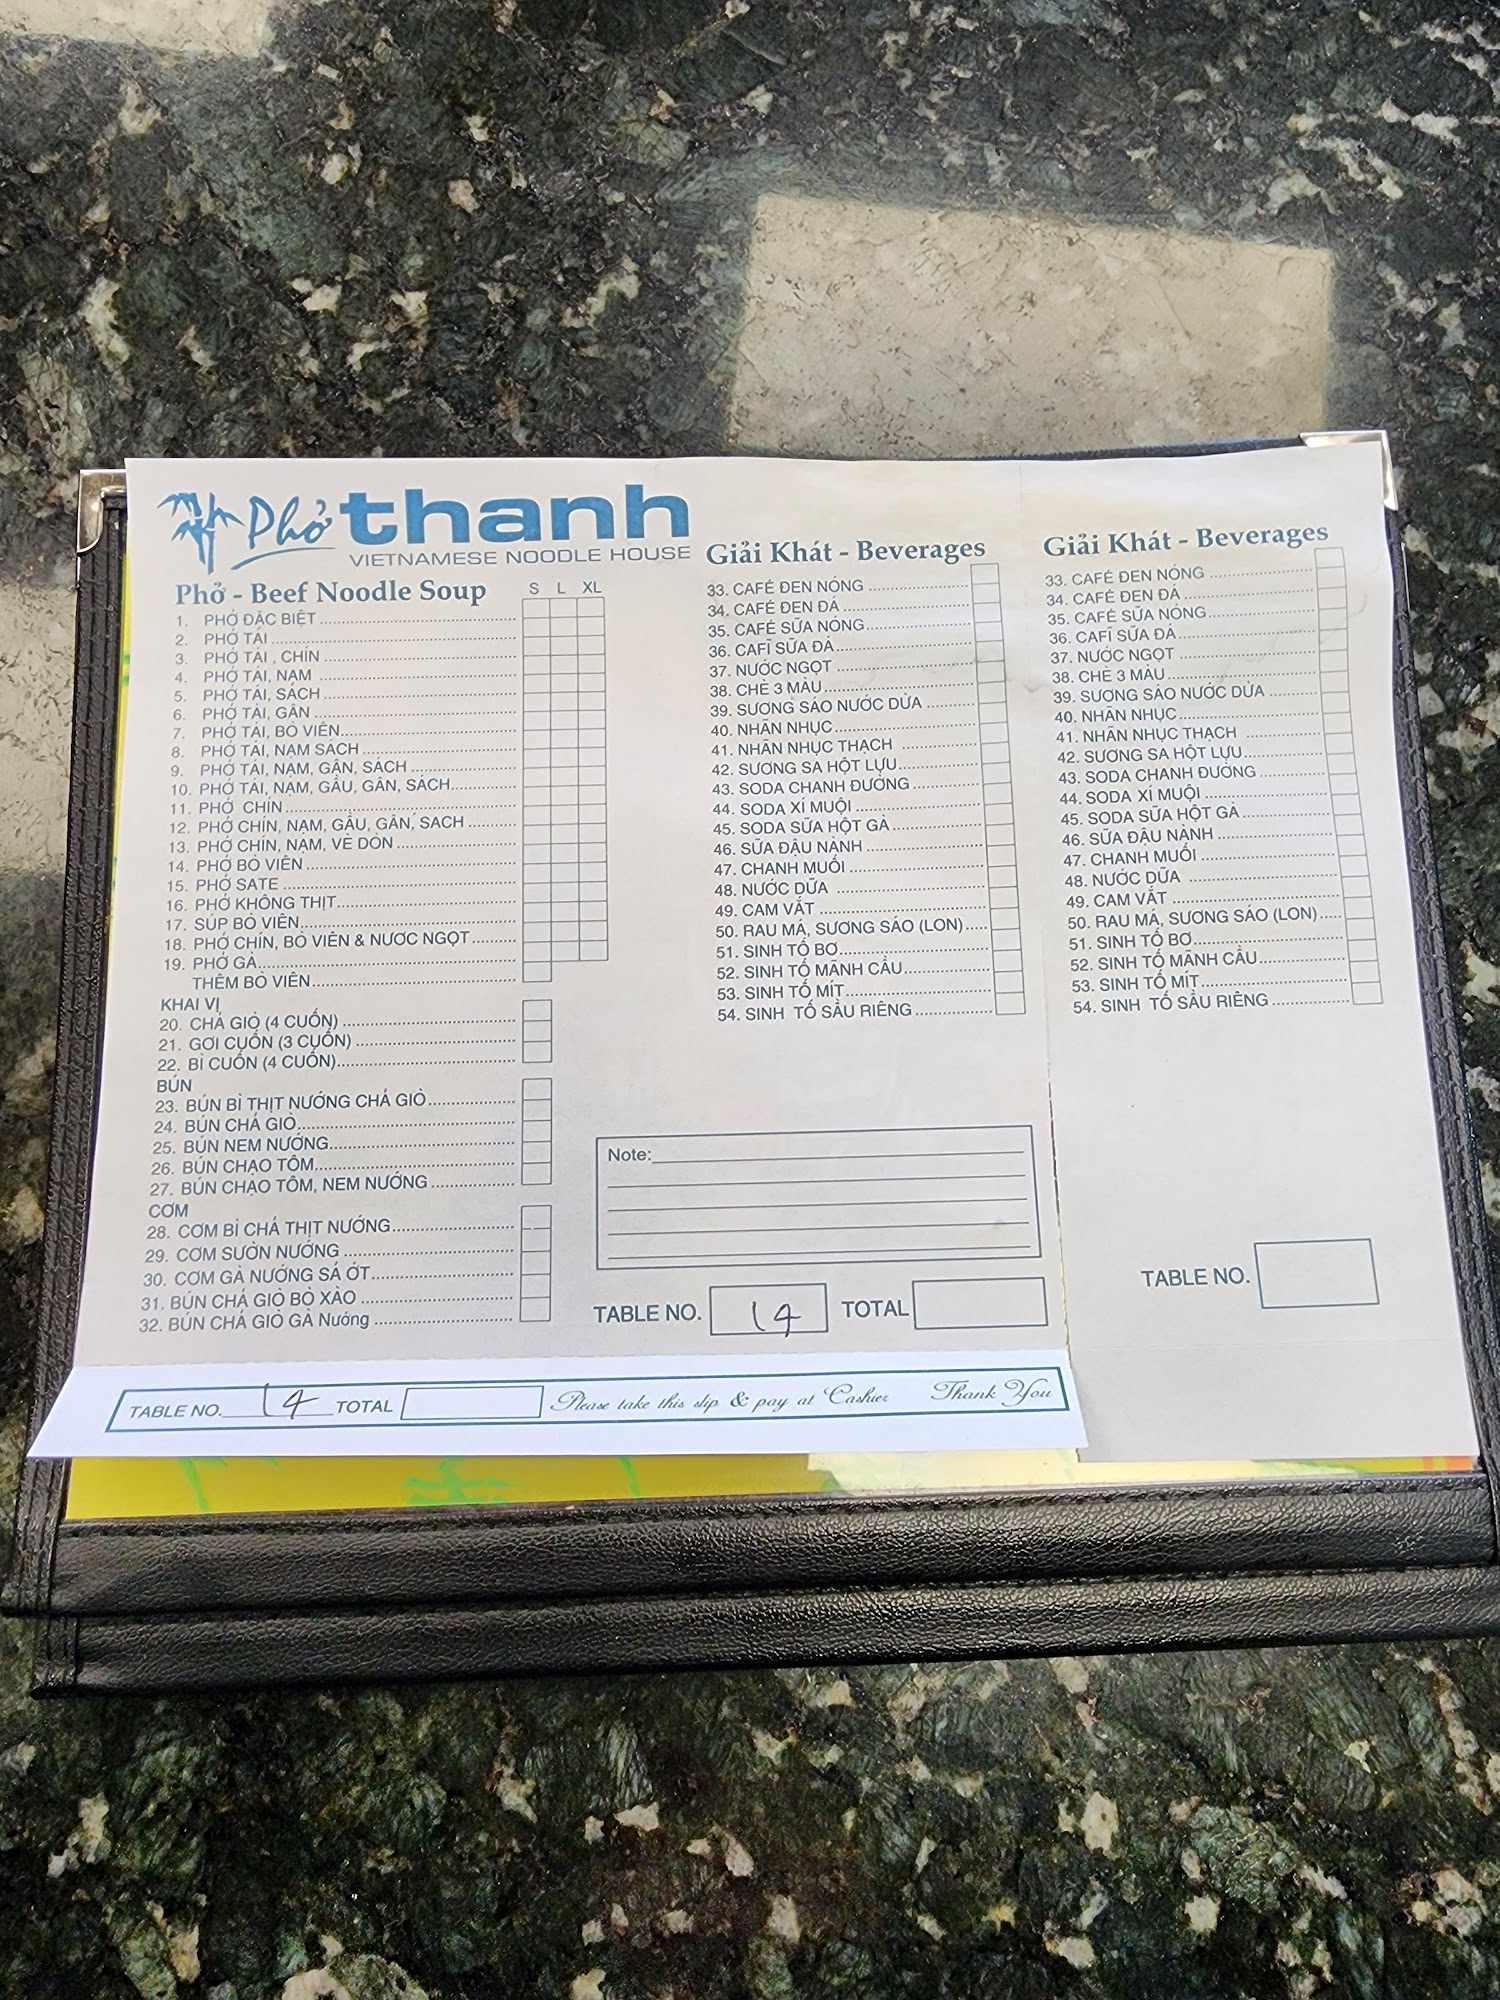 Phở thanh
VIETNAMESE NOODLE HOUSE
Phở - Beef Noodle Soup S L XL
1. PHỞ ĐẶC BIỆT
2. PHỞ TÁI
3. PHỞ TÁI , CHÍN
4. PHỞ TÁI, NẠM
5. PHỞ TÁI, SÁCH
6. PHỞ TÁI, GÂN
7. PHỞ TÁI, BÒ VIÊN
8. PHỞ TÁI, NẠM SÁCH
9. PHỞ TÁI, NẠM, GÂN, SÁCH
10. PHỞ TÁI, NẠM, GẦU, GÂN, SÁCH
11. PHỞ CHÍN
12. PHỞ CHÍN, NẠM, GẦU, GÂN, SACH
13. PHỞ CHÍN, NẠM, VÈ DÒN
14. PHỞ BÒ VIÊN
15. PHỞ SATE
16. PHỞ KHÔNG THỊT
17. SÚP BÒ VIÊN
18. PHỞ CHÍN, BÒ VIÊN & NƯƠC NGỌT
19. PHỞ GÀ
THÊM BÒ VIÊN
KHAI VỊ
20. CHẢ GIÒ (4 CUỐN)
21. GỎI CUỐN (3 CUỐN)
22. BÌ CUỐN (4 CUỐN)
BÚN
23. BÚN BÌ THỊT NƯỚNG CHẢ GIÒ
24. BÚN CHẢ GIÒ
25. BÚN NEM NƯỚNG
26. BÚN CHẠO TÔM
27. BÚN CHẠO TÔM, NEM NƯỚNG
CƠM
28. CƠM BÌ CHẢ THỊT NƯỚNG
29. CƠM SƯỜN NƯỚNG
30. CƠM GÀ NƯỚNG SẢ ỚT
31. BÚN CHẢ GIÒ BÒ XÀO
32. BÚN CHẢ GIÒ GÀ Nướng
Giải Khát - Beverages
33. CAFÉ ĐEN NÓNG
34. CAFÉ ĐEN ĐÁ
35. CAFÉ SỮA NÓNG
36. CAFÏ SỮA ĐÁ
37. NƯỚC NGỌT
38. CHÈ 3 MÀU
39. SƯƠNG SÁO NƯỚC DỪA
40. NHÃN NHỤC
41. NHÃN NHỤC THẠCH
42. SƯƠNG SA HỘT LỰU
43. SODA CHANH ĐƯỜNG
44. SODA XÍ MUỘI
45. SODA SỮA HỘT GÀ
46. SỮA ĐẬU NÀNH
47. CHANH MUỐI
48. NƯỚC DỪA
49. CAM VẮT
50. RAU MÁ, SƯƠNG SÁO (LON)
51. SINH TỐ BƠ
52. SINH TỐ MÃNH CẦU
53. SINH TỐ MÍT
54. SINH TỐ SẦU RIÊNG
Note:
TABLE NO. 14 TOTAL
Giải Khát - Beverages
33. CAFÉ ĐEN NÓNG
34. CAFÉ ĐEN ĐÁ
35. CAFÉ SỮA NÓNG
36. CAFÏ SỮA ĐÁ
37. NƯỚC NGỌT
38. CHÈ 3 MÀU
39. SƯƠNG SÁO NƯỚC DỪA
40. NHÃN NHỤC
41. NHÃN NHỤC THẠCH
42. SƯƠNG SA HỘT LỰU
43. SODA CHANH ĐƯỜNG
44. SODA XÍ MUỘI
45. SODA SỮA HỘT GÀ
46. SỮA ĐẬU NÀNH
47. CHANH MUỐI
48. NƯỚC DỪA
49. CAM VẮT
50. RAU MÁ, SƯƠNG SÁO (LON)
51. SINH TỐ BƠ
52. SINH TỐ MÃNH CẦU
53. SINH TỐ MÍT
54. SINH TỐ SẦU RIÊNG
TABLE NO.
TABLE NO. 14 TOTAL Please take this slip & pay at Cashier Thank You